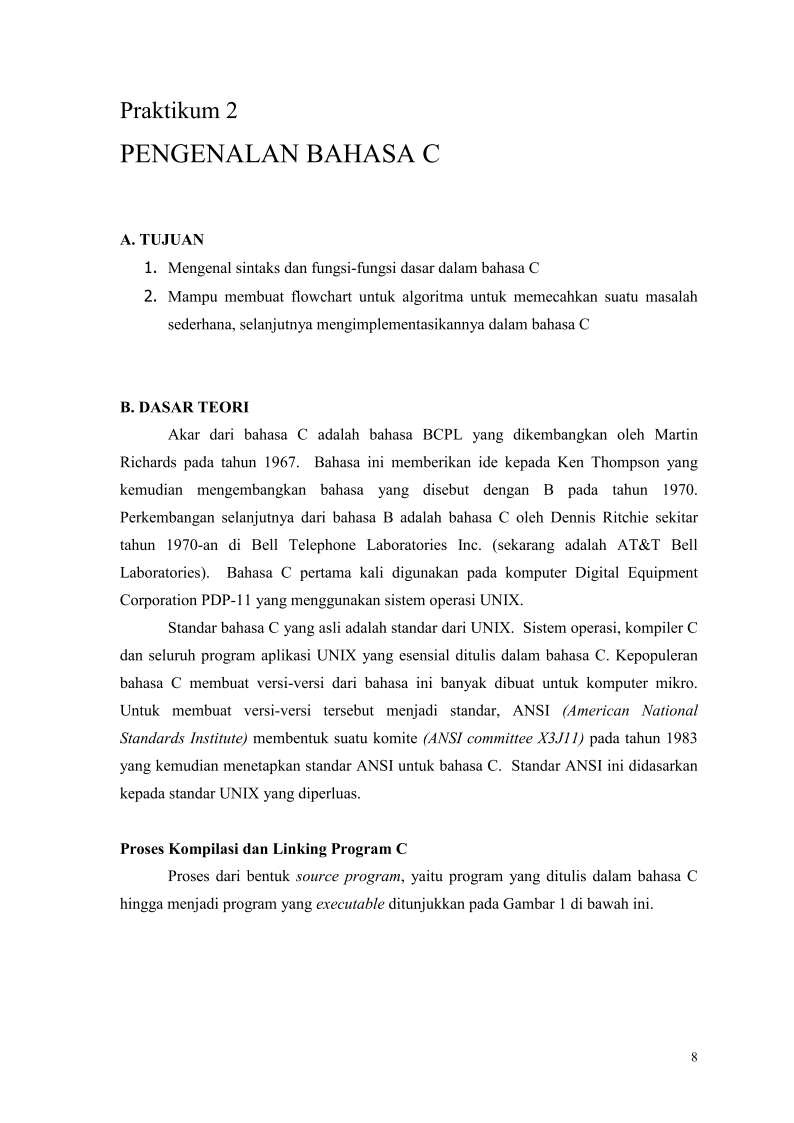 Praktikum 2
PENGENALAN BAHASA C
A. TUJUAN
1. Mengenal sintaks dan fungsi-fungsi dasar dalam bahasa C
2. Mampu membuat flowchart untuk algoritma untuk memecahkan suatu masalah
sederhana, selanjutnya mengimplementasikannya dalam bahasa C
B. DASAR TEORI
Akar dari bahasa C adalah bahasa BCPL yang dikembangkan oleh Martin
Richards pada tahun 1967. Bahasa ini memberikan ide kepada Ken Thompson yang
kemudian mengembangkan bahasa yang disebut dengan B pada tahun 1970.
Perkembangan selanjutnya dari bahasa B adalah bahasa C oleh Dennis Ritchie sekitar
tahun 1970-an di Bell Telephone Laboratories Inc. (sekarang adalah AT&T Bell
Laboratories). Bahasa C pertama kali digunakan pada komputer Digital Equipment
Corporation PDP-11 yang menggunakan sistem operasi UNIX.
Standar bahasa C yang asli adalah standar dari UNIX. Sistem operasi, kompiler C
dan seluruh program aplikasi UNIX yang esensial ditulis dalam bahasa C. Kepopuleran
bahasa C membuat versi-versi dari bahasa ini banyak dibuat untuk komputer mikro.
Untuk membuat versi-versi tersebut menjadi standar, ANSI (American National
Standards Institute) membentuk suatu komite (ANSI committee X3J11) pada tahun 1983
yang kemudian menetapkan standar ANSI untuk bahasa C. Standar ANSI ini didasarkan
kepada standar UNIX yang diperluas.
Proses Kompilasi dan Linking Program C
Proses dari bentuk source program, yaitu program yang ditulis dalam bahasa C
hingga menjadi program yang executable ditunjukkan pada Gambar 1 di bawah ini.
8